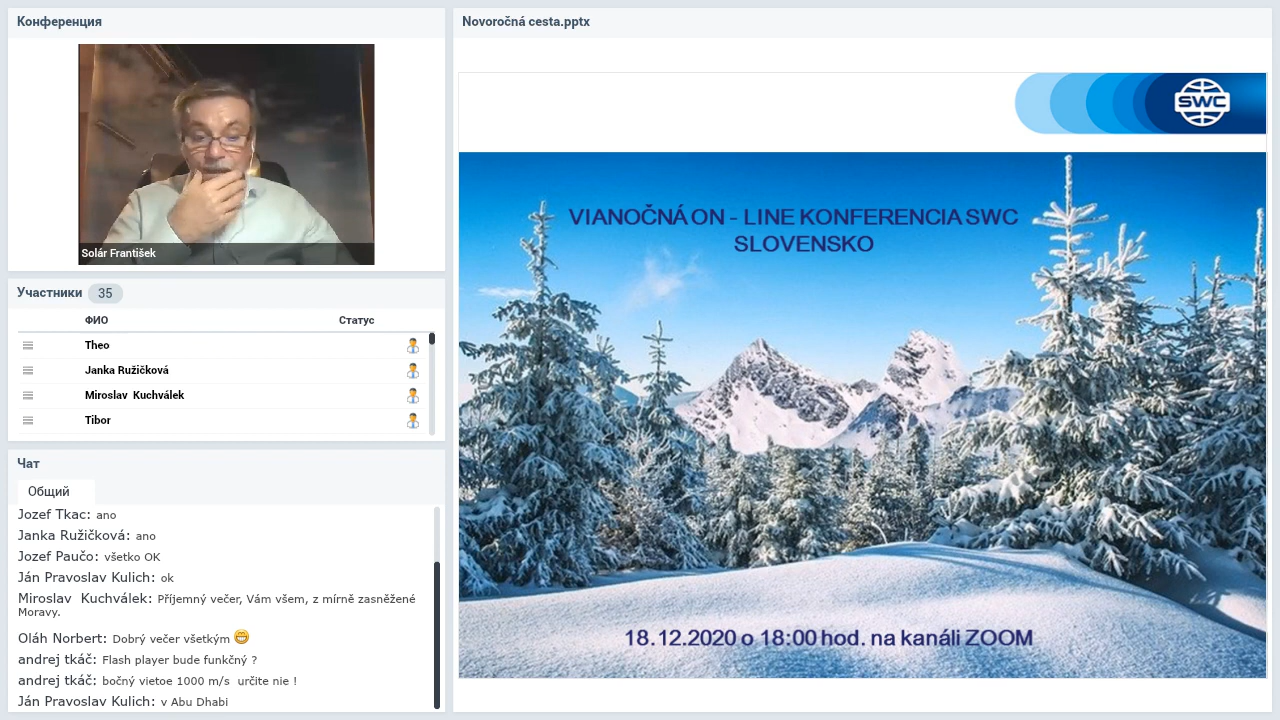 Конференция
Solár František
Участники 35
ФИО Статус
Theo
Janka Ružičková
Miroslav Kuchválek
Tibor
Чат
Общий
Jozef Tkac: ano
Janka Ružičková: ano
Jozef Paučo: všetko OK
Ján Pravoslav Kulich: ok
Miroslav Kuchválek: Příjemný večer, Vám všem, z mírně zasněžené
Moravy.
Oláh Norbert: Dobrý večer všetkým
andrej tkáč: Flash player bude funkčný ?
andrej tkáč: bočný vietoe 1000 m/s určite nie !
Ján Pravoslav Kulich: v Abu Dhabi
Novoročná cesta.pptx
SWC
VIANOČNÁ ON - LINE KONFERENCIA SWC
SLOVENSKO
18.12.2020 o 18:00 hod. na kanáli ZOOM